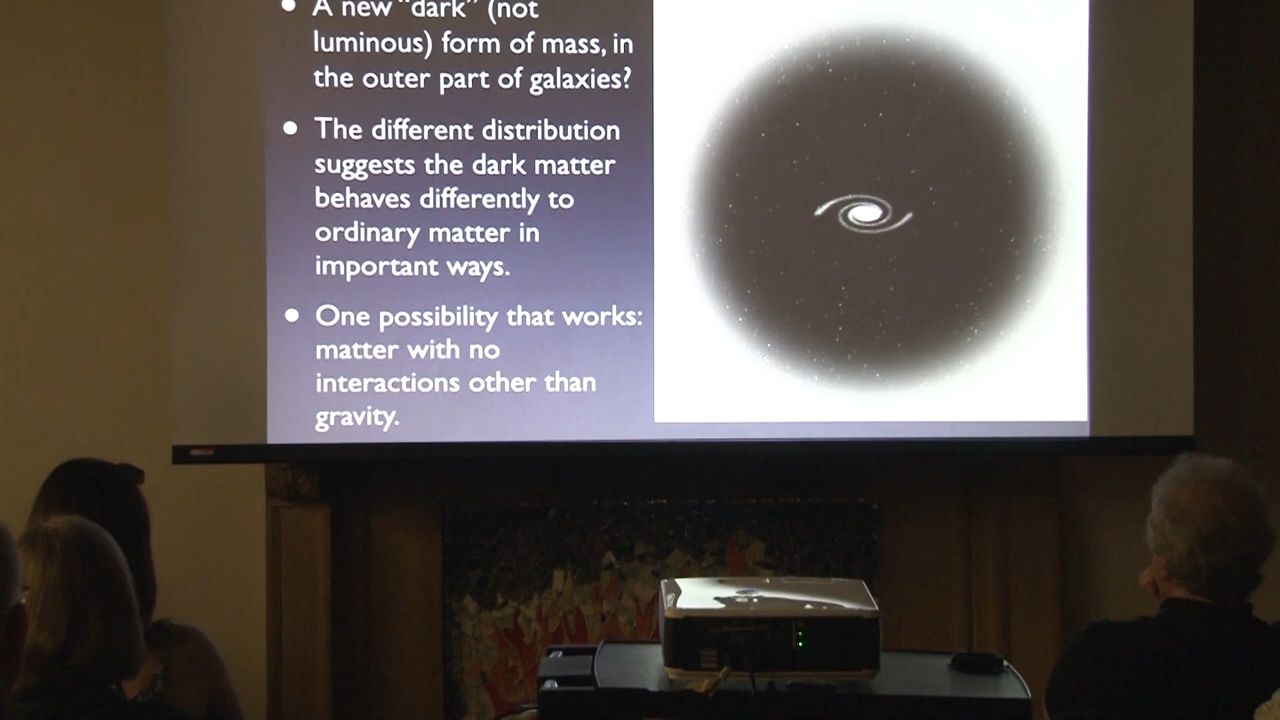 A new “dark” (not
luminous) form of mass, in
the outer part of galaxies?
The different distribution
suggests the dark matter
behaves differently to
ordinary matter in
important ways.
One possibility that works:
matter with no
interactions other than
gravity.